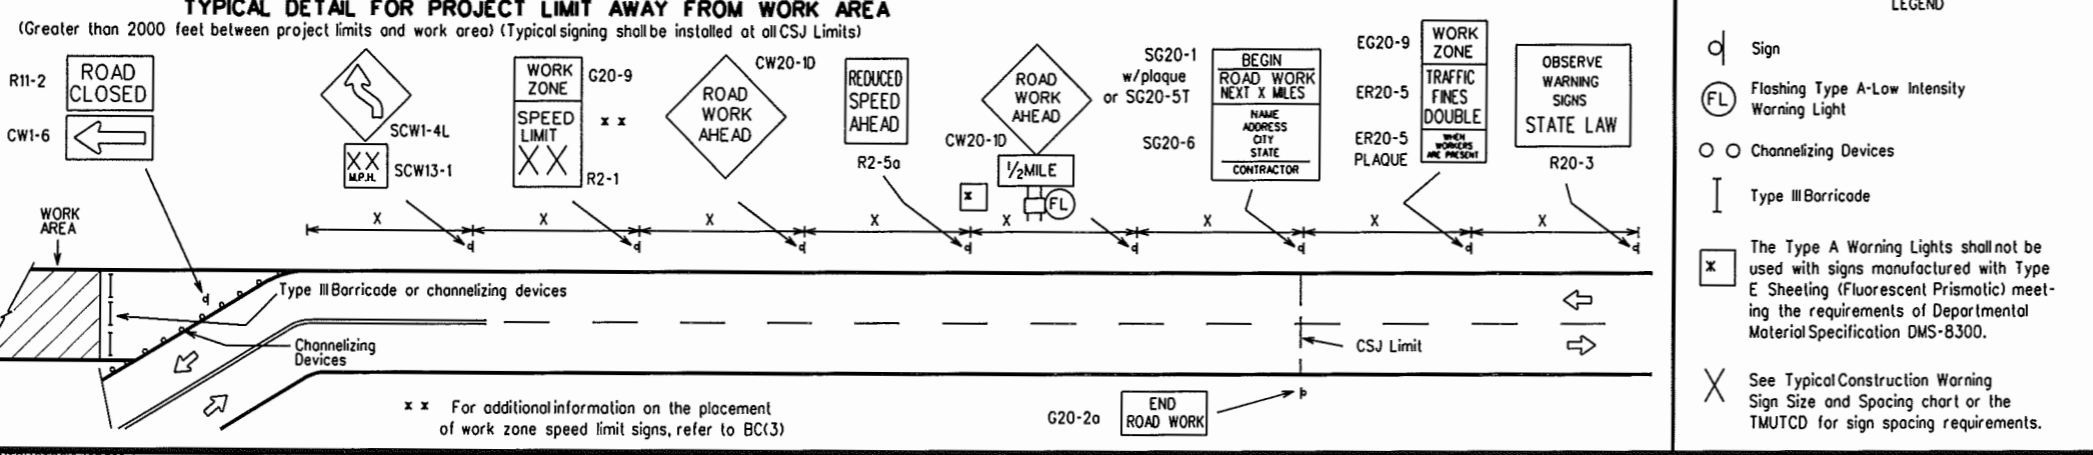 TYPICAL DETAIL FOR PROJECT LIMIT AWAY FROM WORK AREA
(Greater than 2000 feet between project limits and work area) (Typical signing shall be installed at all CSJ Limits)
R11-2
ROAD
CLOSED
CW1-6
SCW1-4L
XX
M.P.H.
SCW13-1
WORK
ZONE
G20-9
SPEED
LIMIT
XX
x x
R2-1
CW20-1D
ROAD
WORK
AHEAD
REDUCED
SPEED
AHEAD
R2-5a
ROAD
WORK
AHEAD
CW20-1D
1/2 MILE
x
FL
SG20-1
w/plaque
or SG20-5T
SG20-6
BEGIN
ROAD WORK
NEXT X MILES
NAME
ADDRESS
CITY
STATE
CONTRACTOR
EG20-9
WORK
ZONE
ER20-5
TRAFFIC
FINES
DOUBLE
ER20-5
PLAQUE
WHEN
WORKERS
ARE PRESENT
OBSERVE
WARNING
SIGNS
STATE LAW
R20-3
WORK
AREA
X X X X X X X X
Type III Barricade or channelizing devices
Channelizing
Devices
CSJ Limit
x x For additional information on the placement
of work zone speed limit signs, refer to BC(3)
G20-2a
END
ROAD WORK
LEGEND
Sign
FL
Flashing Type A-Low Intensity
Warning Light
Channelizing Devices
Type III Barricade
x
The Type A Warning Lights shall not be
used with signs manufactured with Type
E Sheeting (Fluorescent Prismatic) meet-
ing the requirements of Departmental
Material Specification DMS-8300.
X
See Typical Construction Warning
Sign Size and Spacing chart or the
TMUTCD for sign spacing requirements.